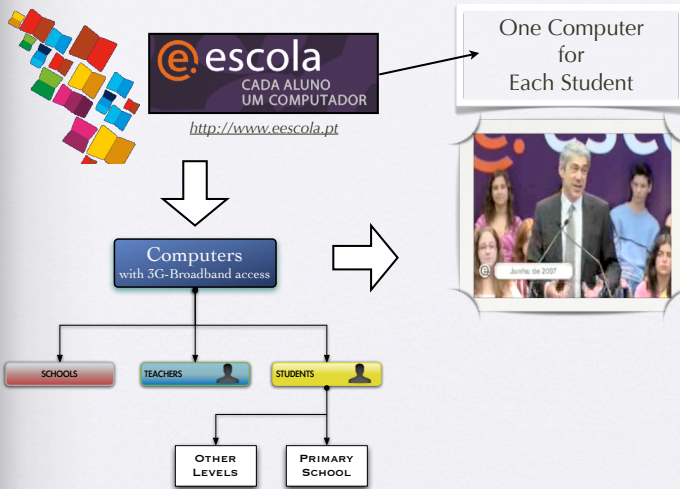 e. escola
CADA ALUNO
UM COMPUTADOR
http://www.eescola.pt
One Computer
for
Each Student
e.
Junho de 2007
Computers
with 3G-Broadband access
SCHOOLS
TEACHERS
STUDENTS
OTHER
LEVELS
PRIMARY
SCHOOL